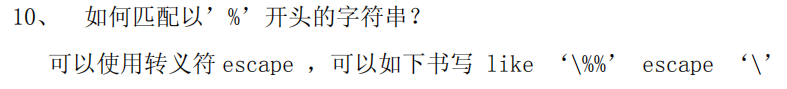 10、 如何匹配以’%’开头的字符串？
可以使用转义符 escape ，可以如下书写 like ‘\%%’ escape ‘\’